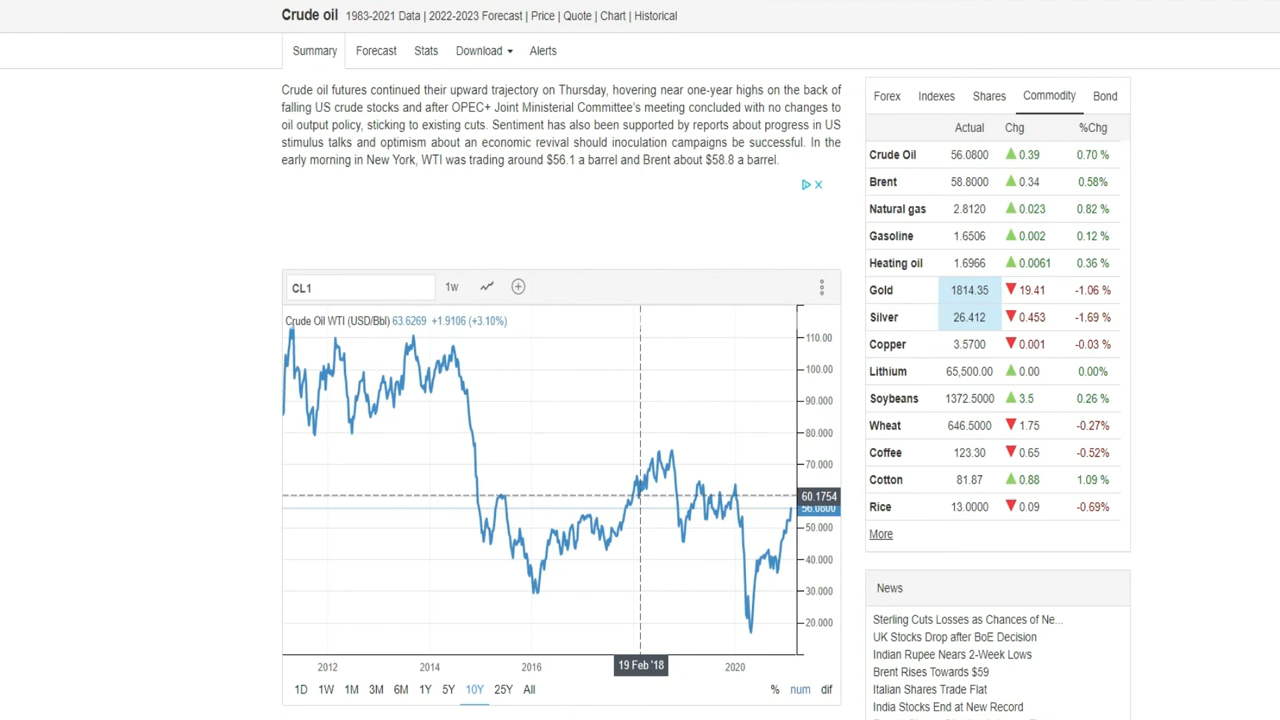 Crude oil 1983-2021 Data | 2022-2023 Forecast | Price | Quote | Chart | Historical
Summary Forecast Stats Download Alerts
Crude oil futures continued their upward trajectory on Thursday, hovering near one-year highs on the back of
falling US crude stocks and after OPEC+ Joint Ministerial Committee's meeting concluded with no changes to
oil output policy, sticking to existing cuts. Sentiment has also been supported by reports about progress in US
stimulus talks and optimism about an economic revival should inoculation campaigns be successful. In the
early morning in New York, WTI was trading around $56.1 a barrel and Brent about $58.8 a barrel.
CL1 1w
Crude Oil WTI (USD/Bbl) 63.6269 +1.9106 (+3.10%)
110.00
100.00
90.000
80.000
70.000
60.1754
56.0800
50.000
40.000
30.000
20.000
2012 2014 2016 19 Feb '18 2020
1D 1W 1M 3M 6M 1Y 5Y 10Y 25Y All % num dif
Forex Indexes Shares Commodity Bond
Actual Chg %Chg
Crude Oil 56.0800 0.39 0.70 %
Brent 58.8000 0.34 0.58%
Natural gas 2.8120 0.023 0.82 %
Gasoline 1.6506 0.002 0.12 %
Heating oil 1.6966 0.0061 0.36 %
Gold 1814.35 19.41 -1.06 %
Silver 26.412 0.453 -1.69 %
Copper 3.5700 0.001 -0.03 %
Lithium 65,500.00 0.00 0.00%
Soybeans 1372.5000 3.5 0.26 %
Wheat 646.5000 1.75 -0.27%
Coffee 123.30 0.65 -0.52%
Cotton 81.87 0.88 1.09 %
Rice 13.0000 0.09 -0.69%
More
News
Sterling Cuts Losses as Chances of Ne...
UK Stocks Drop after BoE Decision
Indian Rupee Nears 2-Week Lows
Brent Rises Towards $59
Italian Shares Trade Flat
India Stocks End at New Record